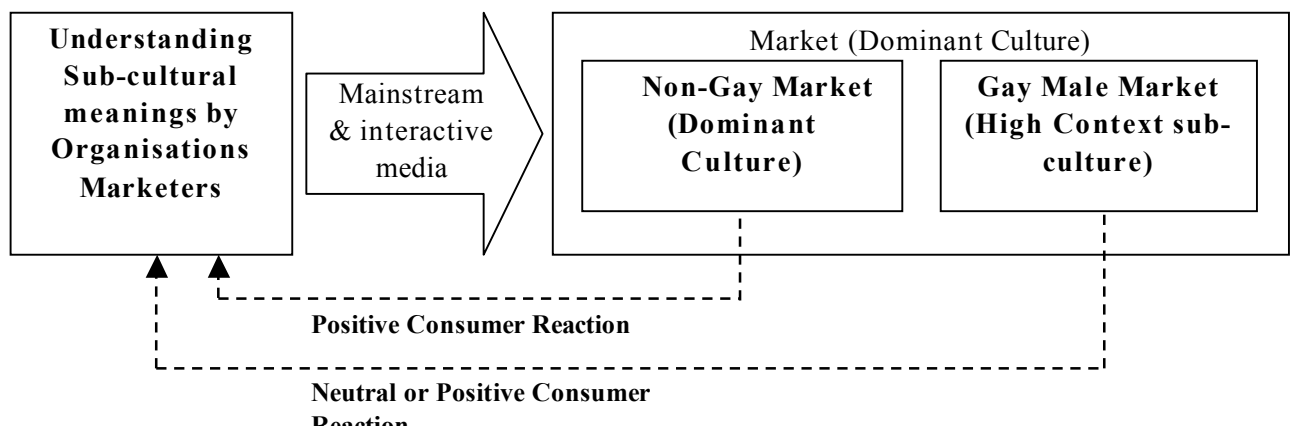 Understanding
Sub-cultural
meanings by
Organisations
Marketers
Mainstream
& interactive
media
Market (Dominant Culture)
Non-Gay Market
(Dominant
Culture)
Gay Male Market
(High Context sub-
culture)
Positive Consumer Reaction
Neutral or Positive Consumer
Reaction